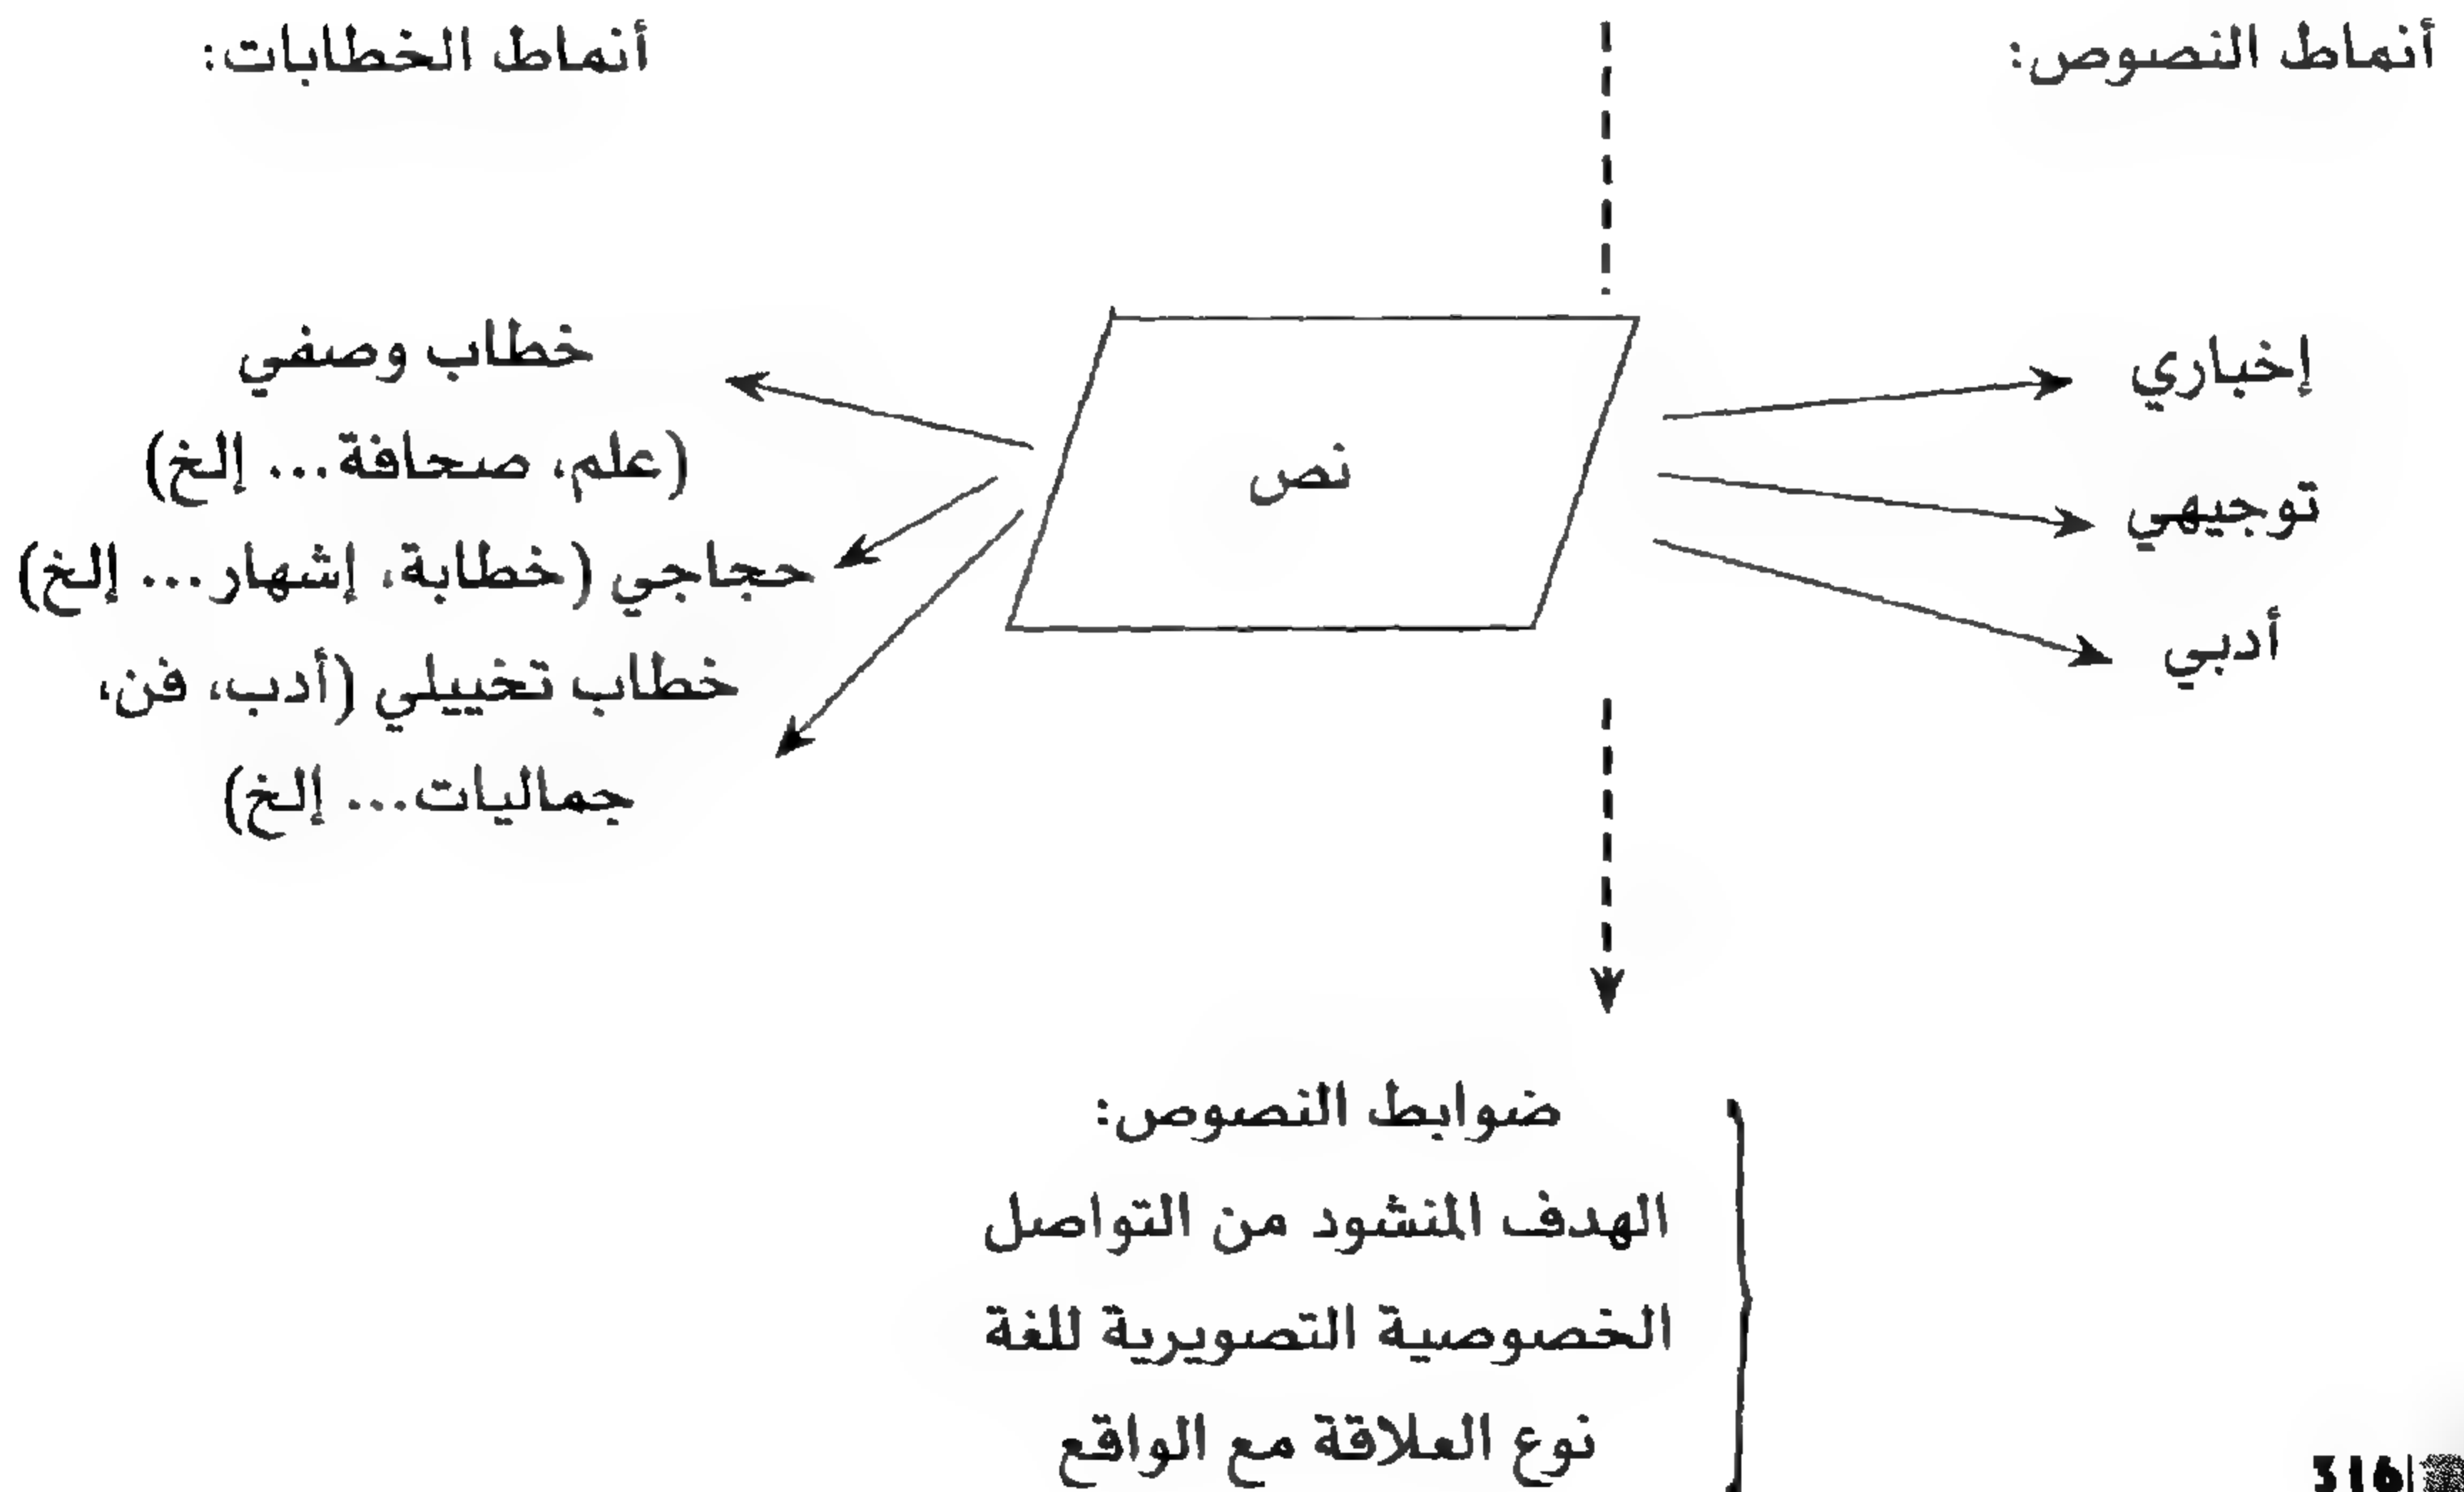 أنماط النصوص:
إخباري
توجيهي
أدبي
نص
أنماط الخطابات:
خطاب وصفي
(علم، صحافة... إلخ)
حجاجي (خطابة، إشهار... إلخ)
خطاب تخييلي (أدب، فن،
جماليات... إلخ)
ضوابط النصوص:
الهدف المنشود من التواصل
الخصوصية التصويرية للغة
نوع العلاقة مع الواقع
316